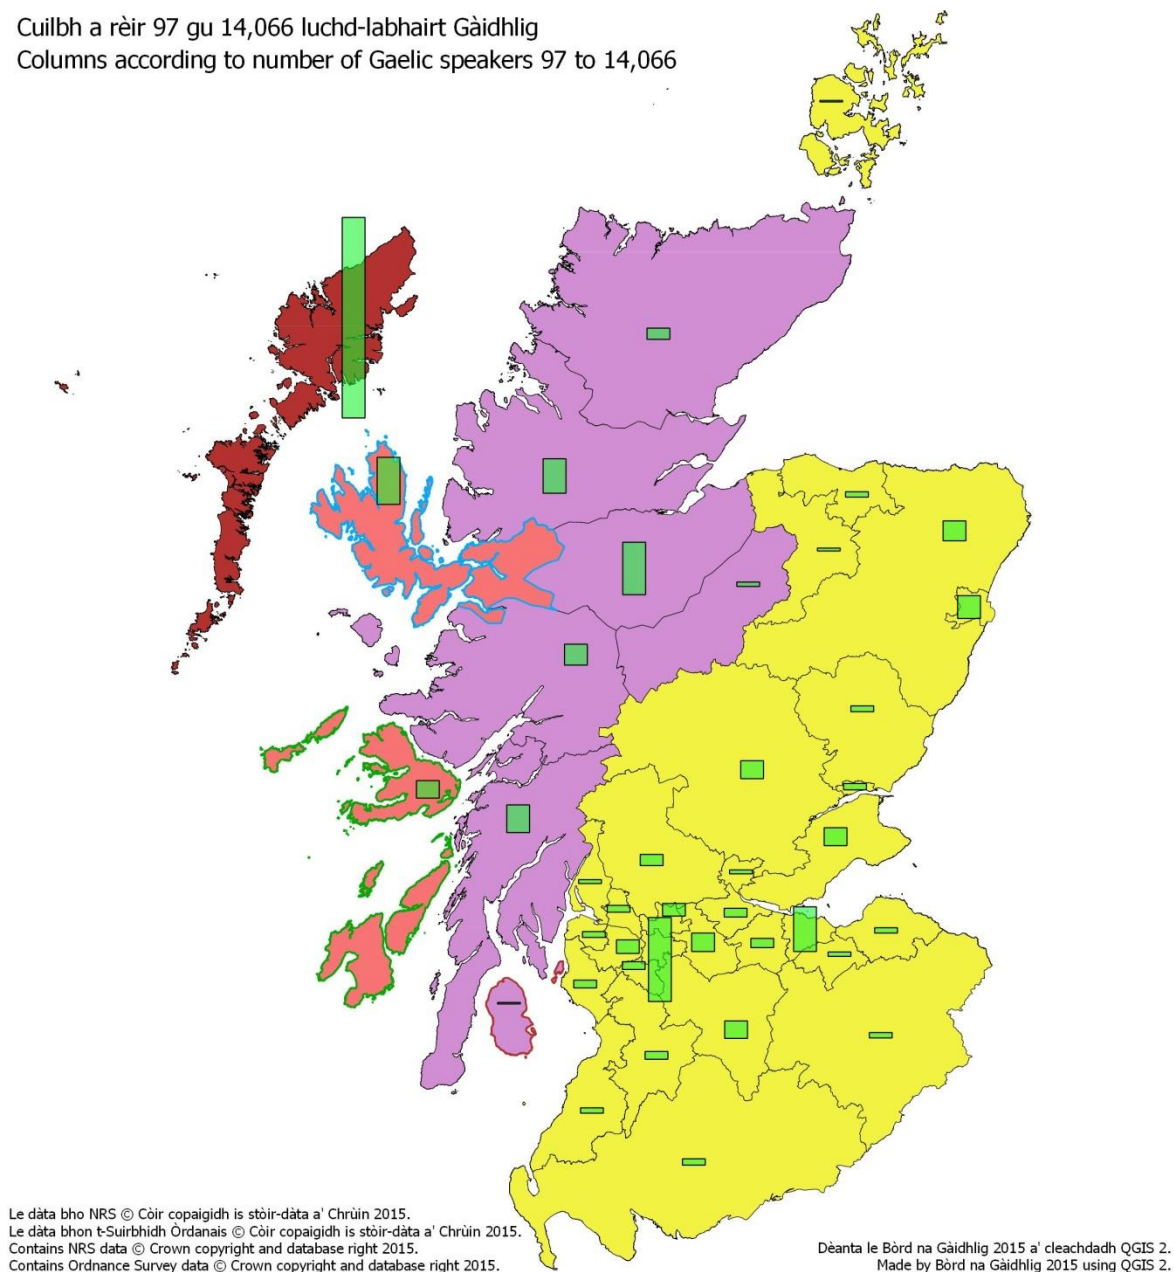 Cuilbh a rèir 97 gu 14,066 luchd-labhairt Gàidhlig
Columns according to number of Gaelic speakers 97 to 14,066
Le dàta bho NRS © Còir copaigidh is stòir-dàta a' Chrùin 2015.
Le dàta bhon t-Suirbhidh Òrdanais © Còir copaigidh is stòir-dàta a' Chrùin 2015.
Contains NRS data © Crown copyright and database right 2015.
Contains Ordnance Survey data © Crown copyright and database right 2015.
Dèanta le Bòrd na Gàidhlig 2015 a' cleachdadh QGIS 2.
Made by Bòrd na Gàidhlig 2015 using QGIS 2.